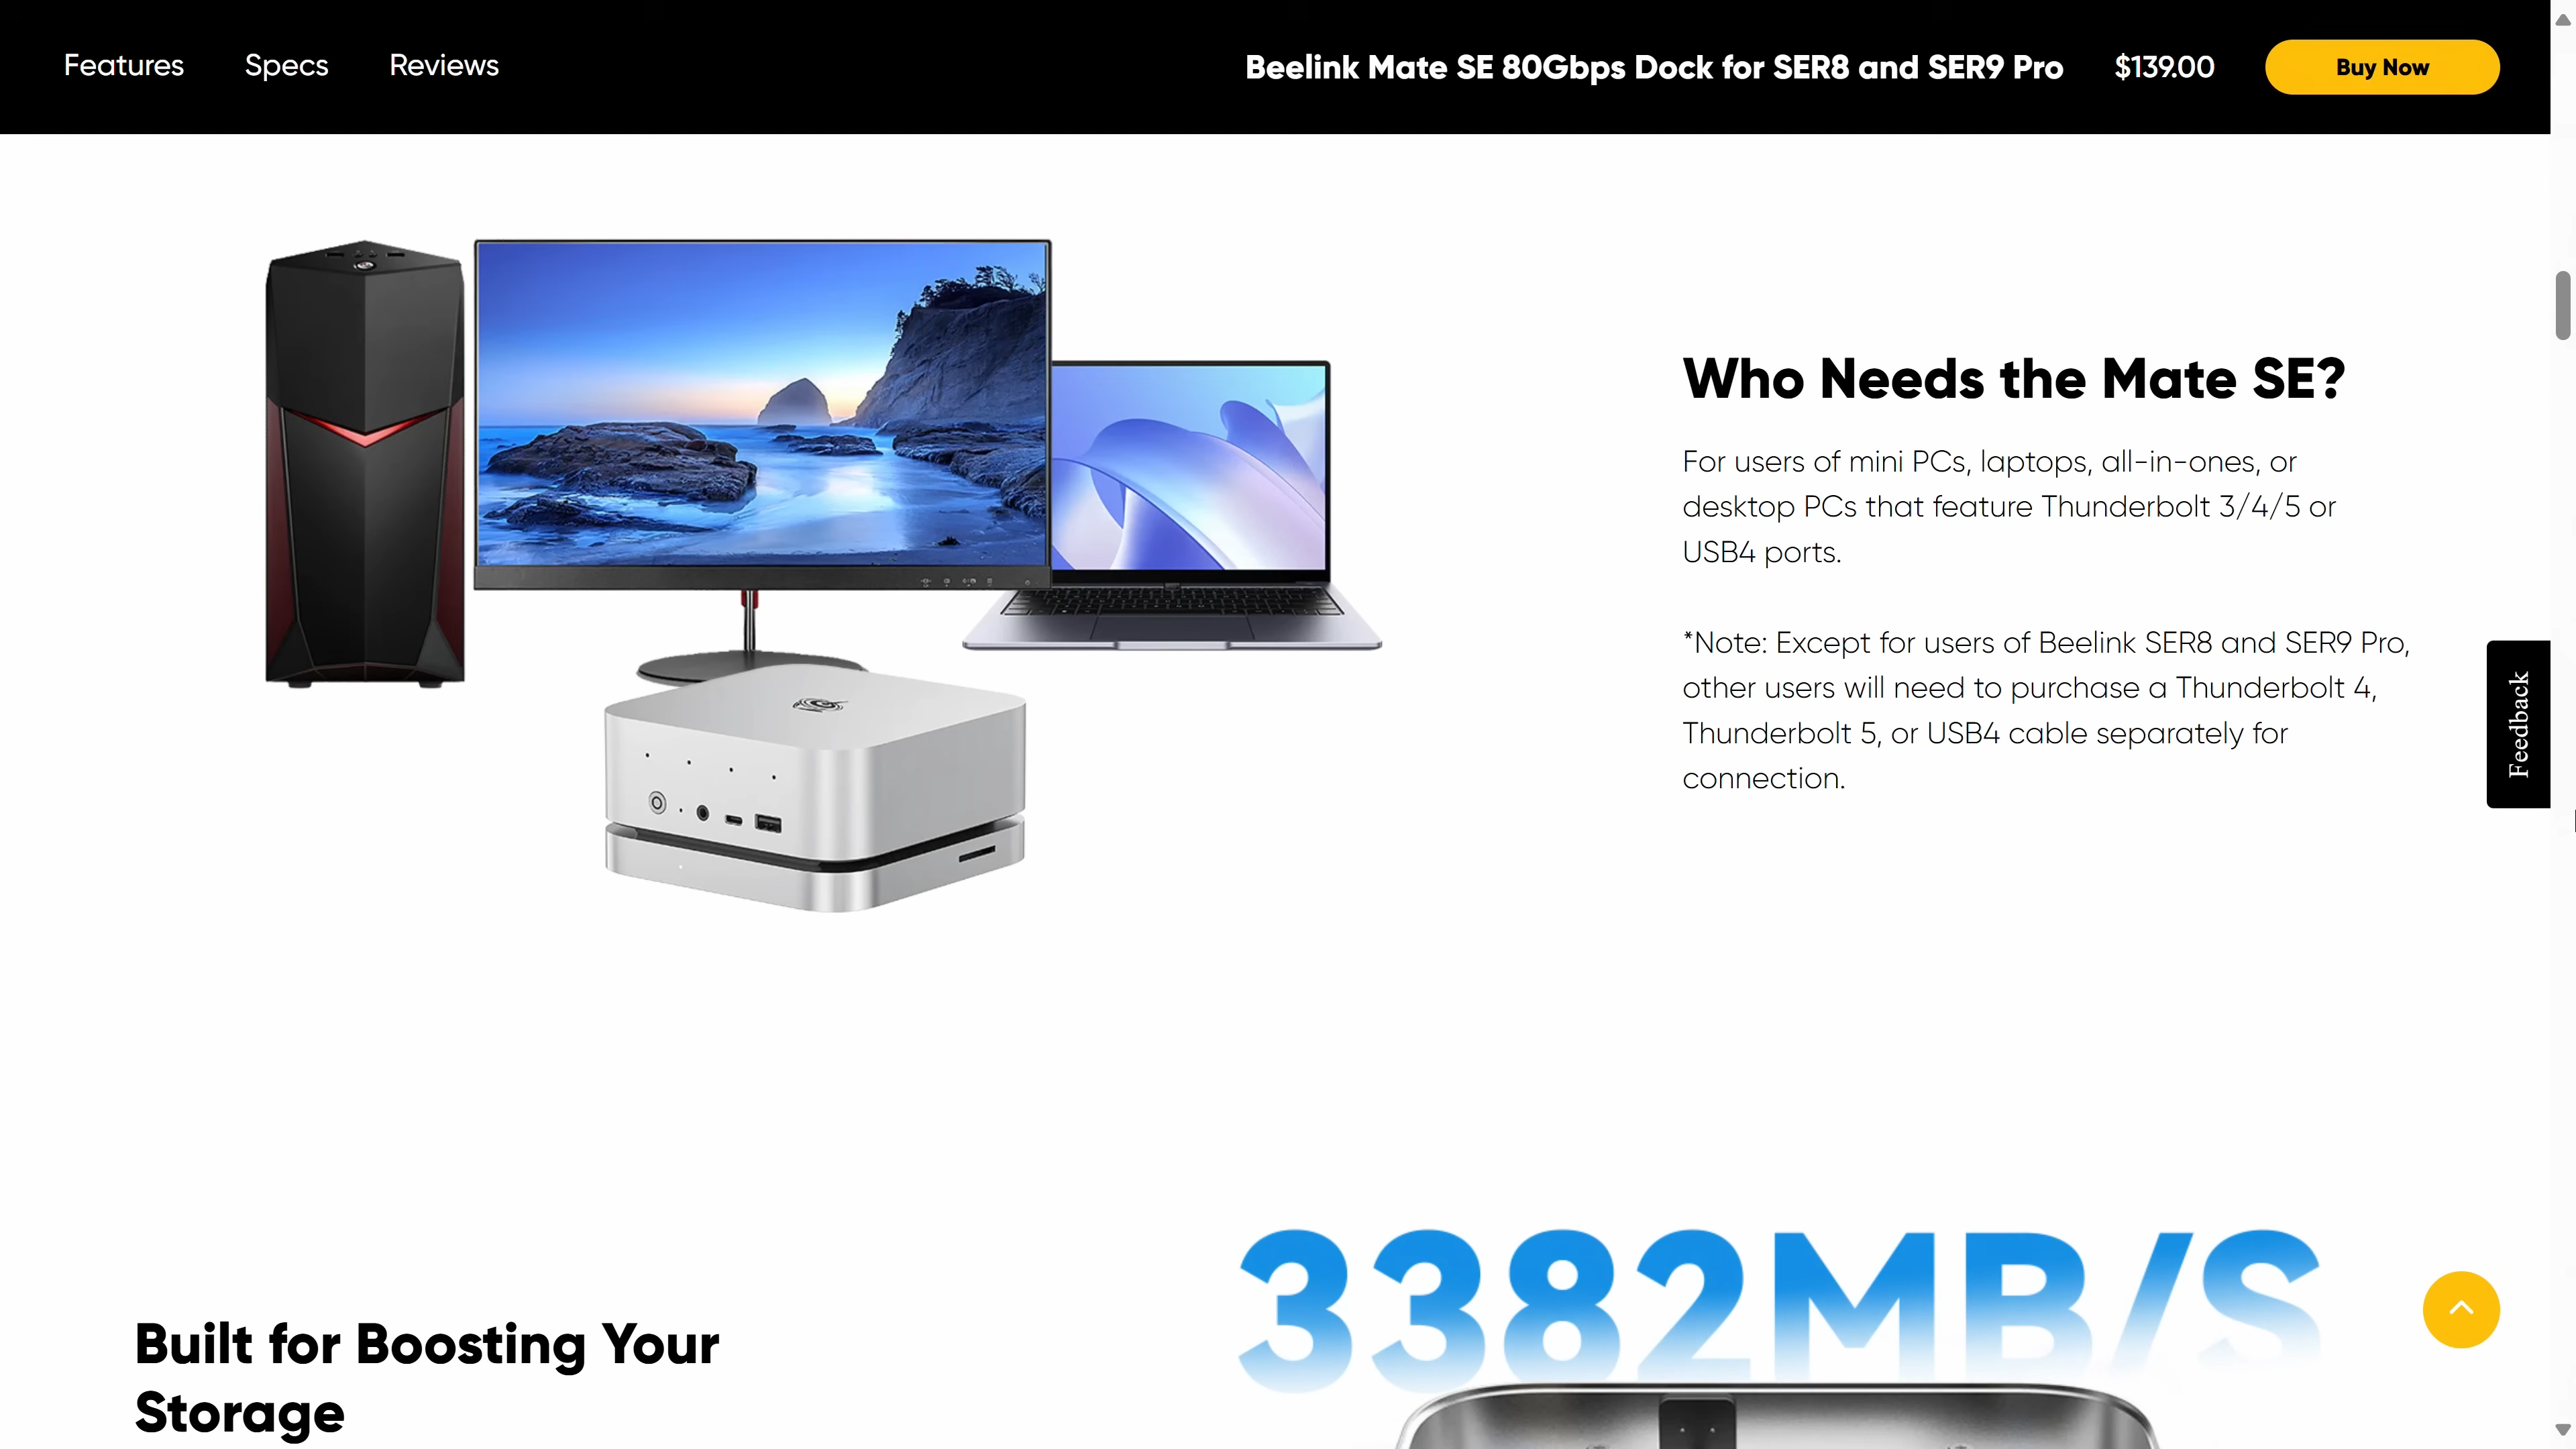 Features
Specs
Reviews
Beelink Mate SE 80Gbps Dock for SER8 and SER9 Pro
$139.00
Buy Now
Who Needs the Mate SE?
For users of mini PCs, laptops, all-in-ones, or
desktop PCs that feature Thunderbolt 3/4/5 or
USB4 ports.
*Note: Except for users of Beelink SER8 and SER9 Pro,
other users will need to purchase a Thunderbolt 4,
Thunderbolt 5, or USB4 cable separately for
connection.
Feedback
3382MB/S
Built for Boosting Your
Storage